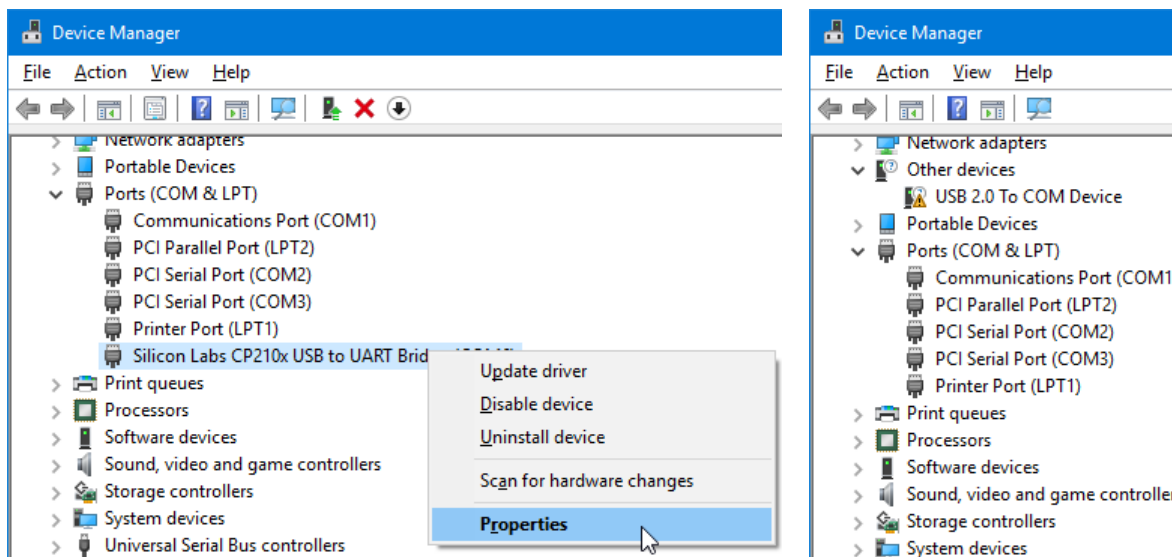 Device Manager
File Action View Help
Network adapters
Portable Devices
Ports (COM & LPT)
Communications Port (COM1)
PCI Parallel Port (LPT2)
PCI Serial Port (COM2)
PCI Serial Port (COM3)
Printer Port (LPT1)
Silicon Labs CP210x USB to UART
Print queues
Processors
Software devices
Sound, video and game controllers
Storage controllers
System devices
Universal Serial Bus controllers
Update driver
Disable device
Uninstall device
Scan for hardware changes
Properties
Device Manager
File Action View Help
Network adapters
Other devices
USB 2.0 To COM Device
Portable Devices
Ports (COM & LPT)
Communications Port (COM1
PCI Parallel Port (LPT2)
PCI Serial Port (COM2)
PCI Serial Port (COM3)
Printer Port (LPT1)
Print queues
Processors
Software devices
Sound, video and game controller
Storage controllers
System devices